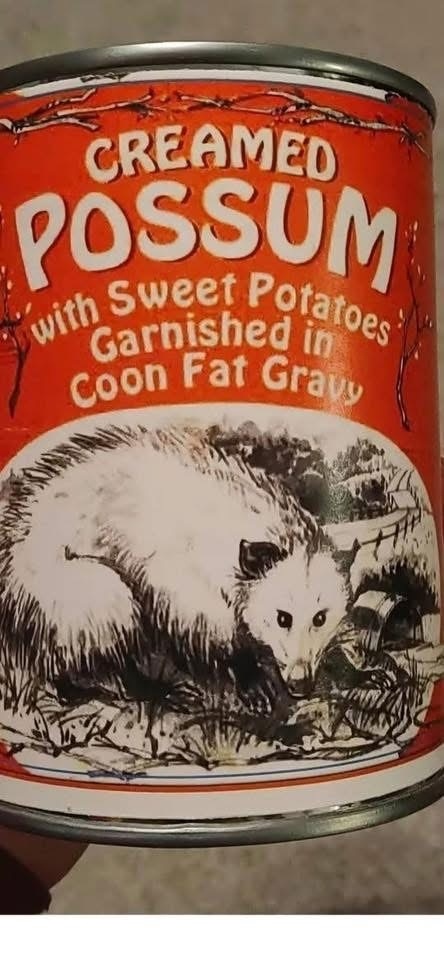 CREAMED
POSSUM
with Sweet Potatoes
Garnished in
Coon Fat Gravy